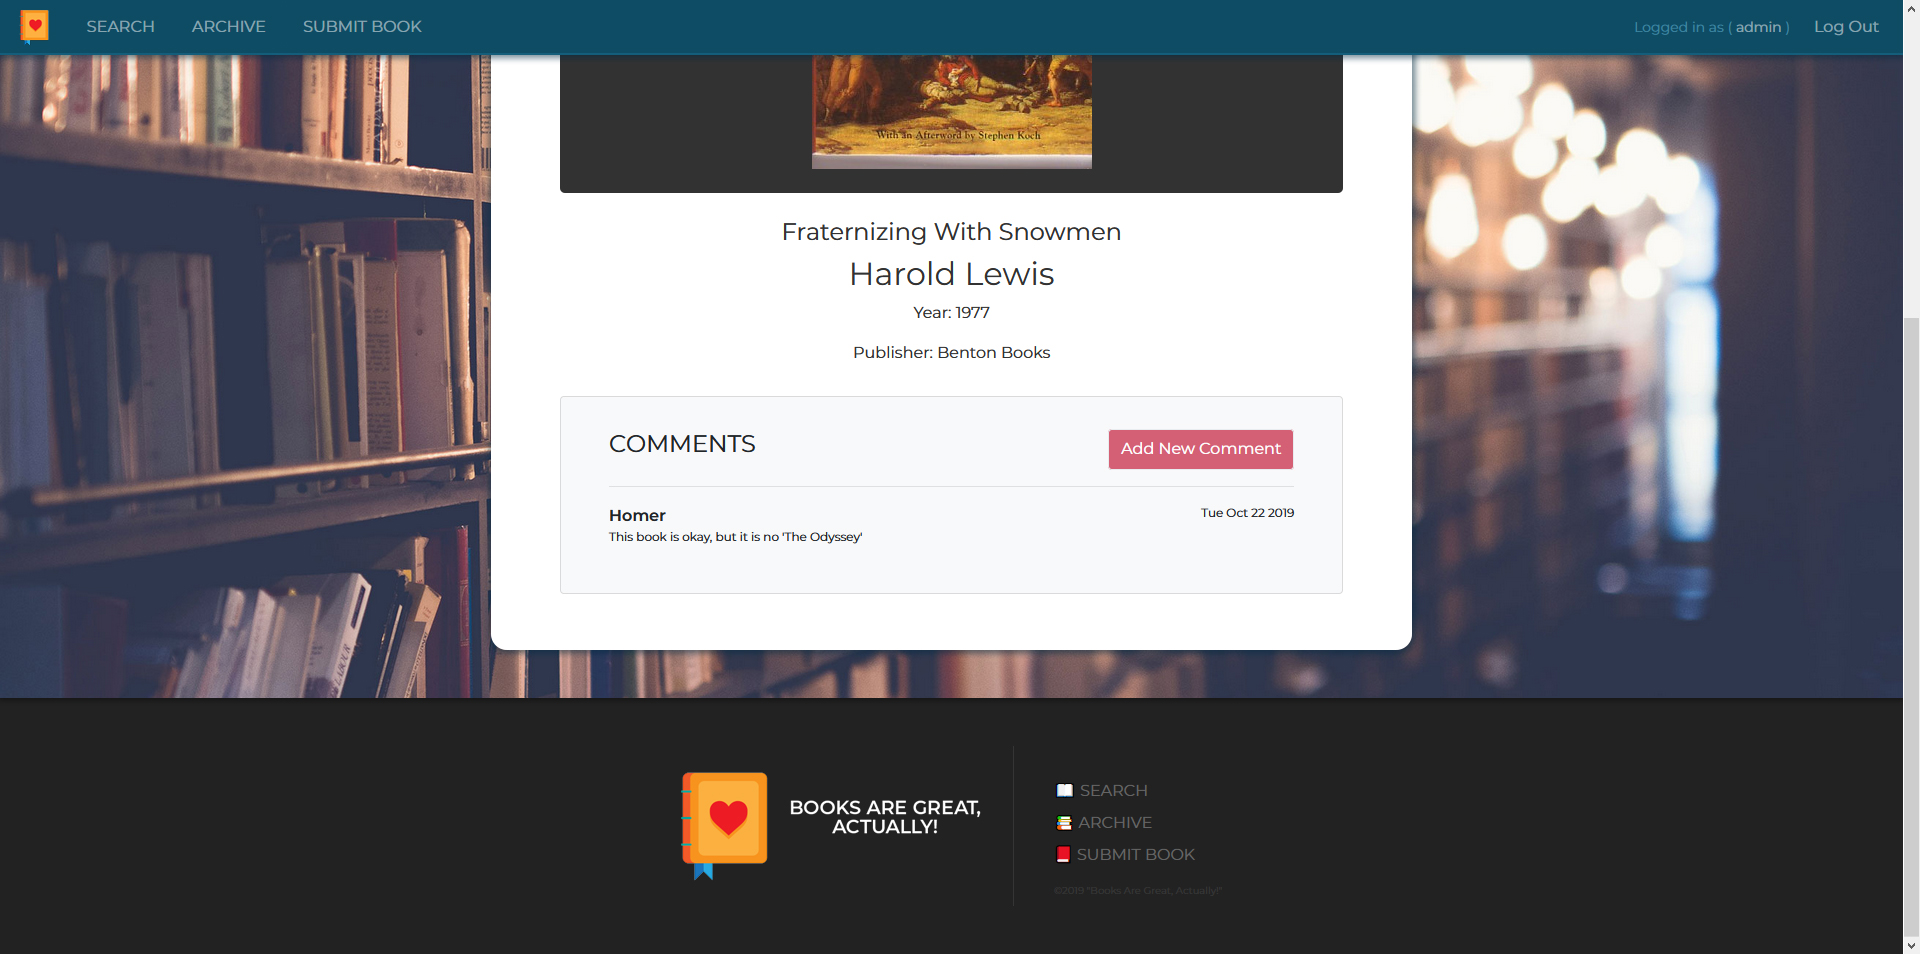 SEARCH
ARCHIVE
SUBMIT BOOK
Logged in as ( admin )
Log Out
With an Afterword by Stephen Koch
Fraternizing With Snowmen
Harold Lewis
Year: 1977
Publisher: Benton Books
COMMENTS
Add New Comment
Homer
Tue Oct 22 2019
This book is okay, but it is no 'The Odyssey'
BOOKS ARE GREAT,
ACTUALLY!
SEARCH
ARCHIVE
SUBMIT BOOK
©2019 "Books Are Great, Actually!"